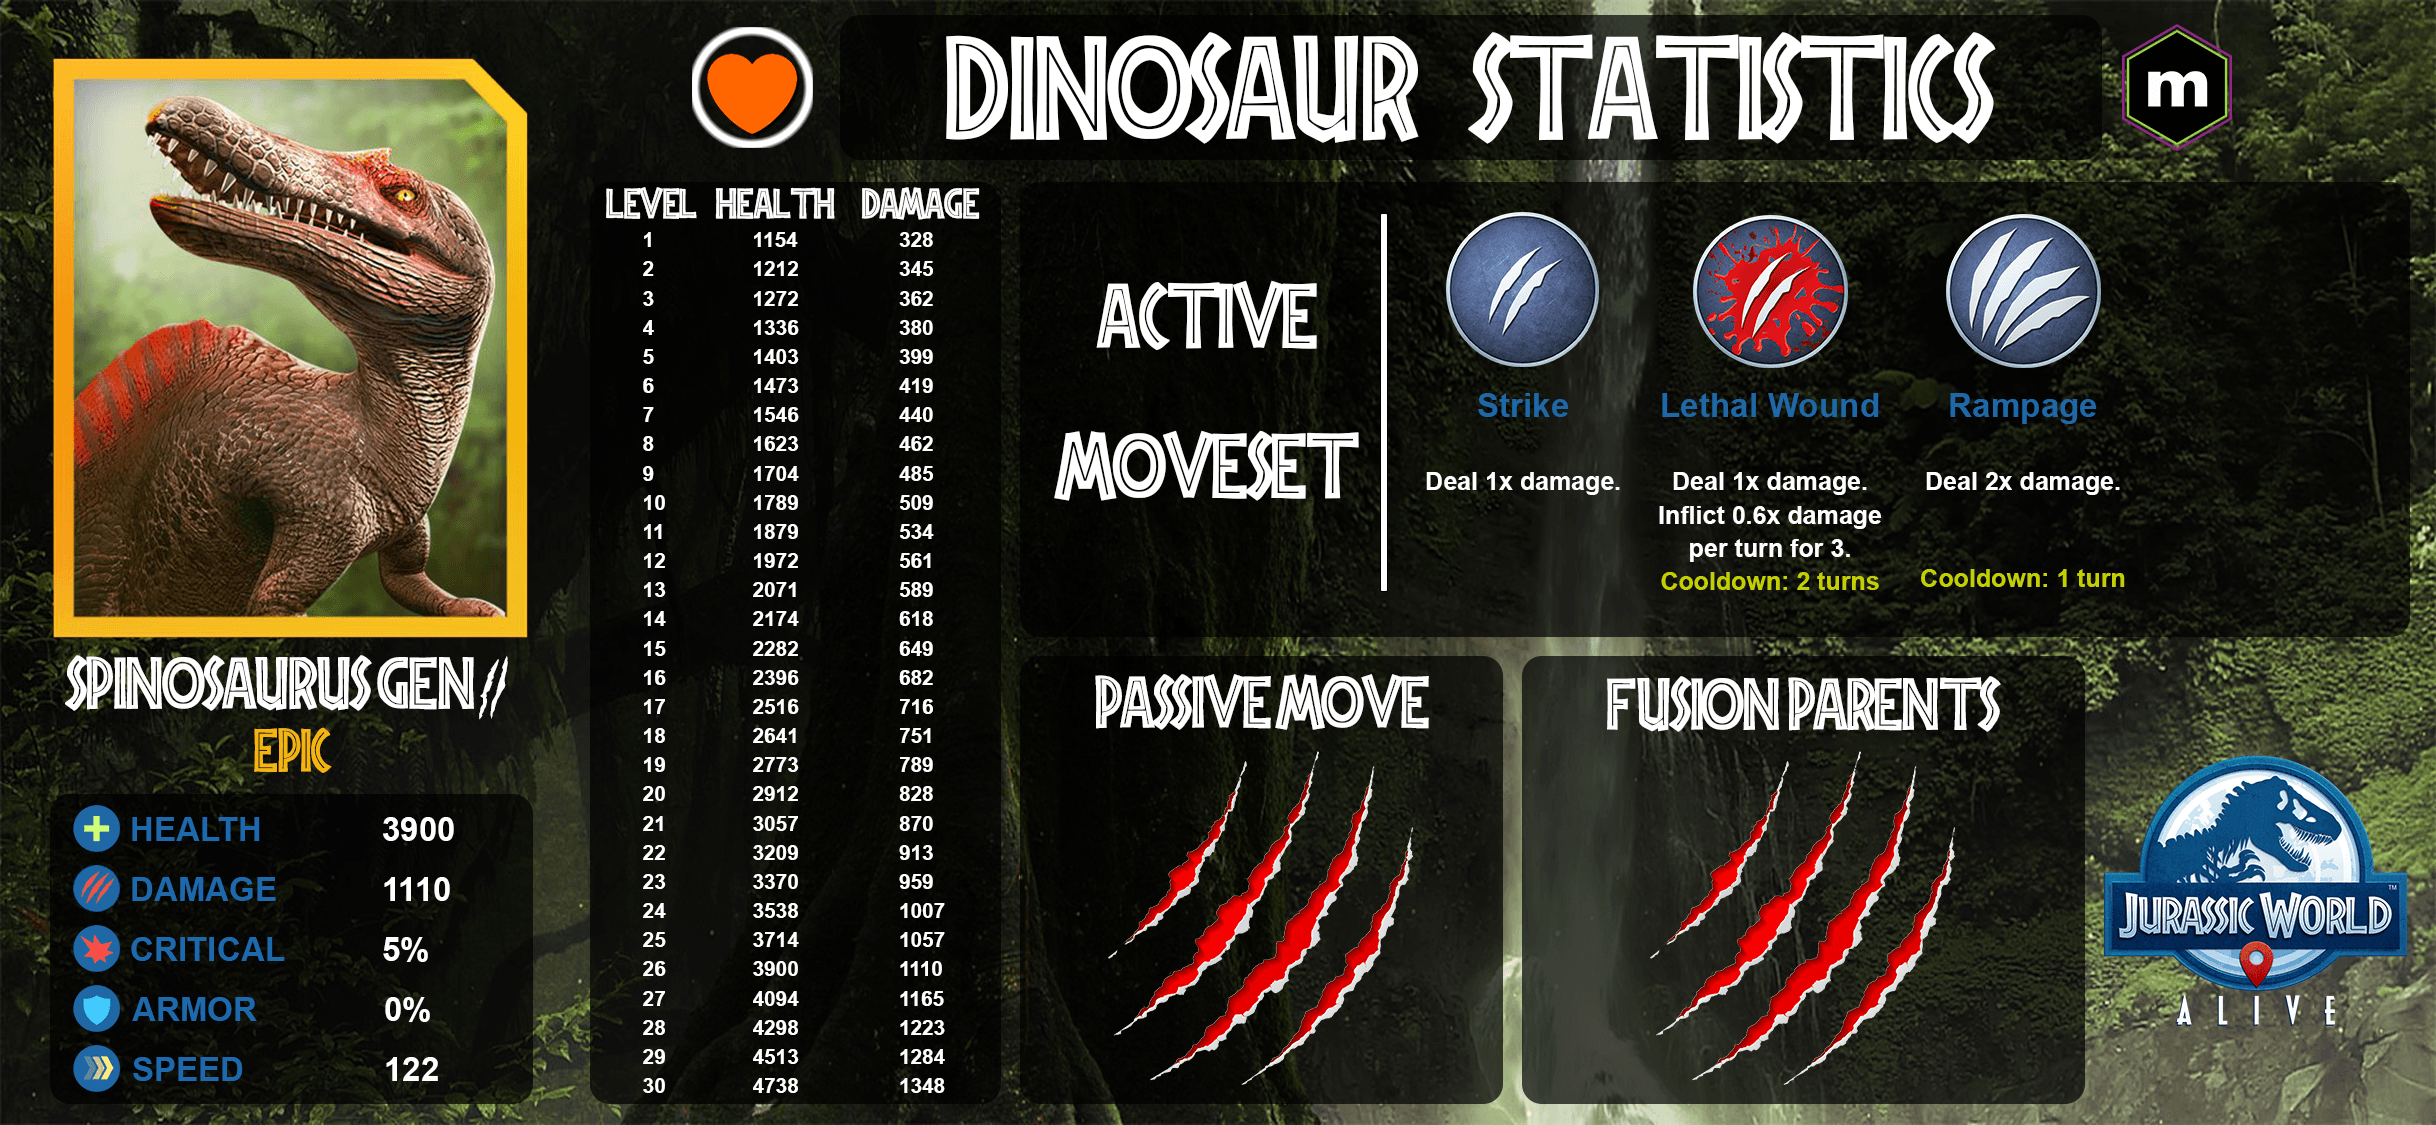 DINOSAUR STATISTICS
m
SPINOSAURUS GEN II
EPIC
HEALTH 3900
DAMAGE 1110
CRITICAL 5%
ARMOR 0%
SPEED 122
LEVEL HEALTH DAMAGE
1 1154 328
2 1212 345
3 1272 362
4 1336 380
5 1403 399
6 1473 419
7 1546 440
8 1623 462
9 1704 485
10 1789 509
11 1879 534
12 1972 561
13 2071 589
14 2174 618
15 2282 649
16 2396 682
17 2516 716
18 2641 751
19 2773 789
20 2912 828
21 3057 870
22 3209 913
23 3370 959
24 3538 1007
25 3714 1057
26 3900 1110
27 4094 1165
28 4298 1223
29 4513 1284
30 4738 1348
ACTIVE
MOVESET
Strike
Deal 1x damage.
Lethal Wound
Deal 1x damage.
Inflict 0.6x damage
per turn for 3.
Cooldown: 2 turns
Rampage
Deal 2x damage.
Cooldown: 1 turn
PASSIVE MOVE
FUSION PARENTS
JURASSIC WORLD™
ALIVE